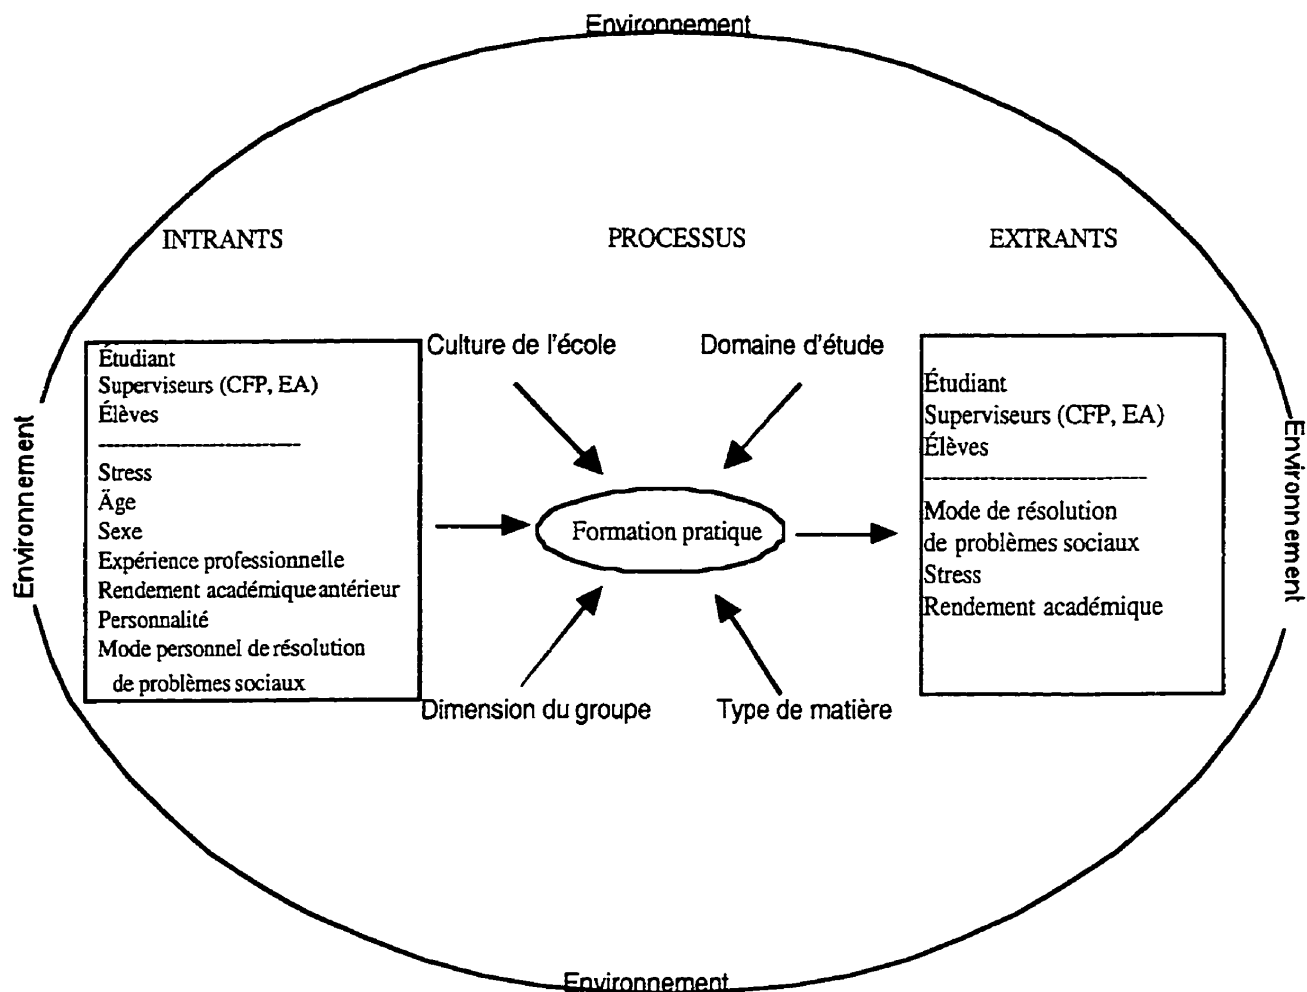 Environnement
INTRANTS
PROCESSUS
EXTRANTS
Étudiant
Superviseurs (CFP, EA)
Élèves
Stress
Äge
Sexe
Expérience professionnelle
Rendement académique antérieur
Personnalité
Mode personnel de résolution
de problèmes sociaux
Culture de l'école
Domaine d'étude
Formation pratique
Dimension du groupe
Type de matière
Étudiant
Superviseurs (CFP, EA)
Élèves
Mode de résolution
de problèmes sociaux
Stress
Rendement académique
Environnement
Environnement
Environnement